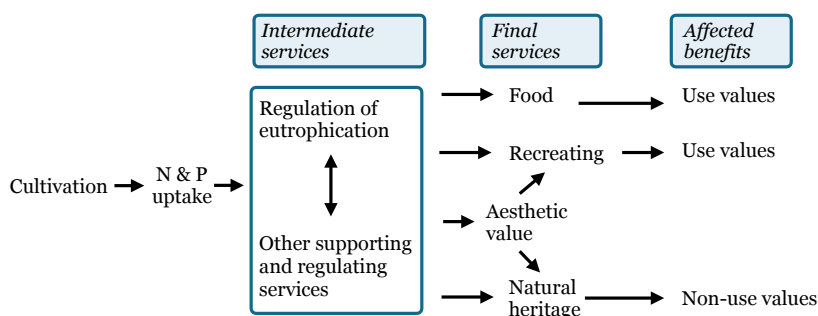 Intermediate
services
Final
services
Affected
benefits
Cultivation
N & P
uptake
Regulation of
eutrophication
Other supporting
and regulating
services
Food
Recreating
Aesthetic
value
Natural
heritage
Use values
Use values
Non-use values